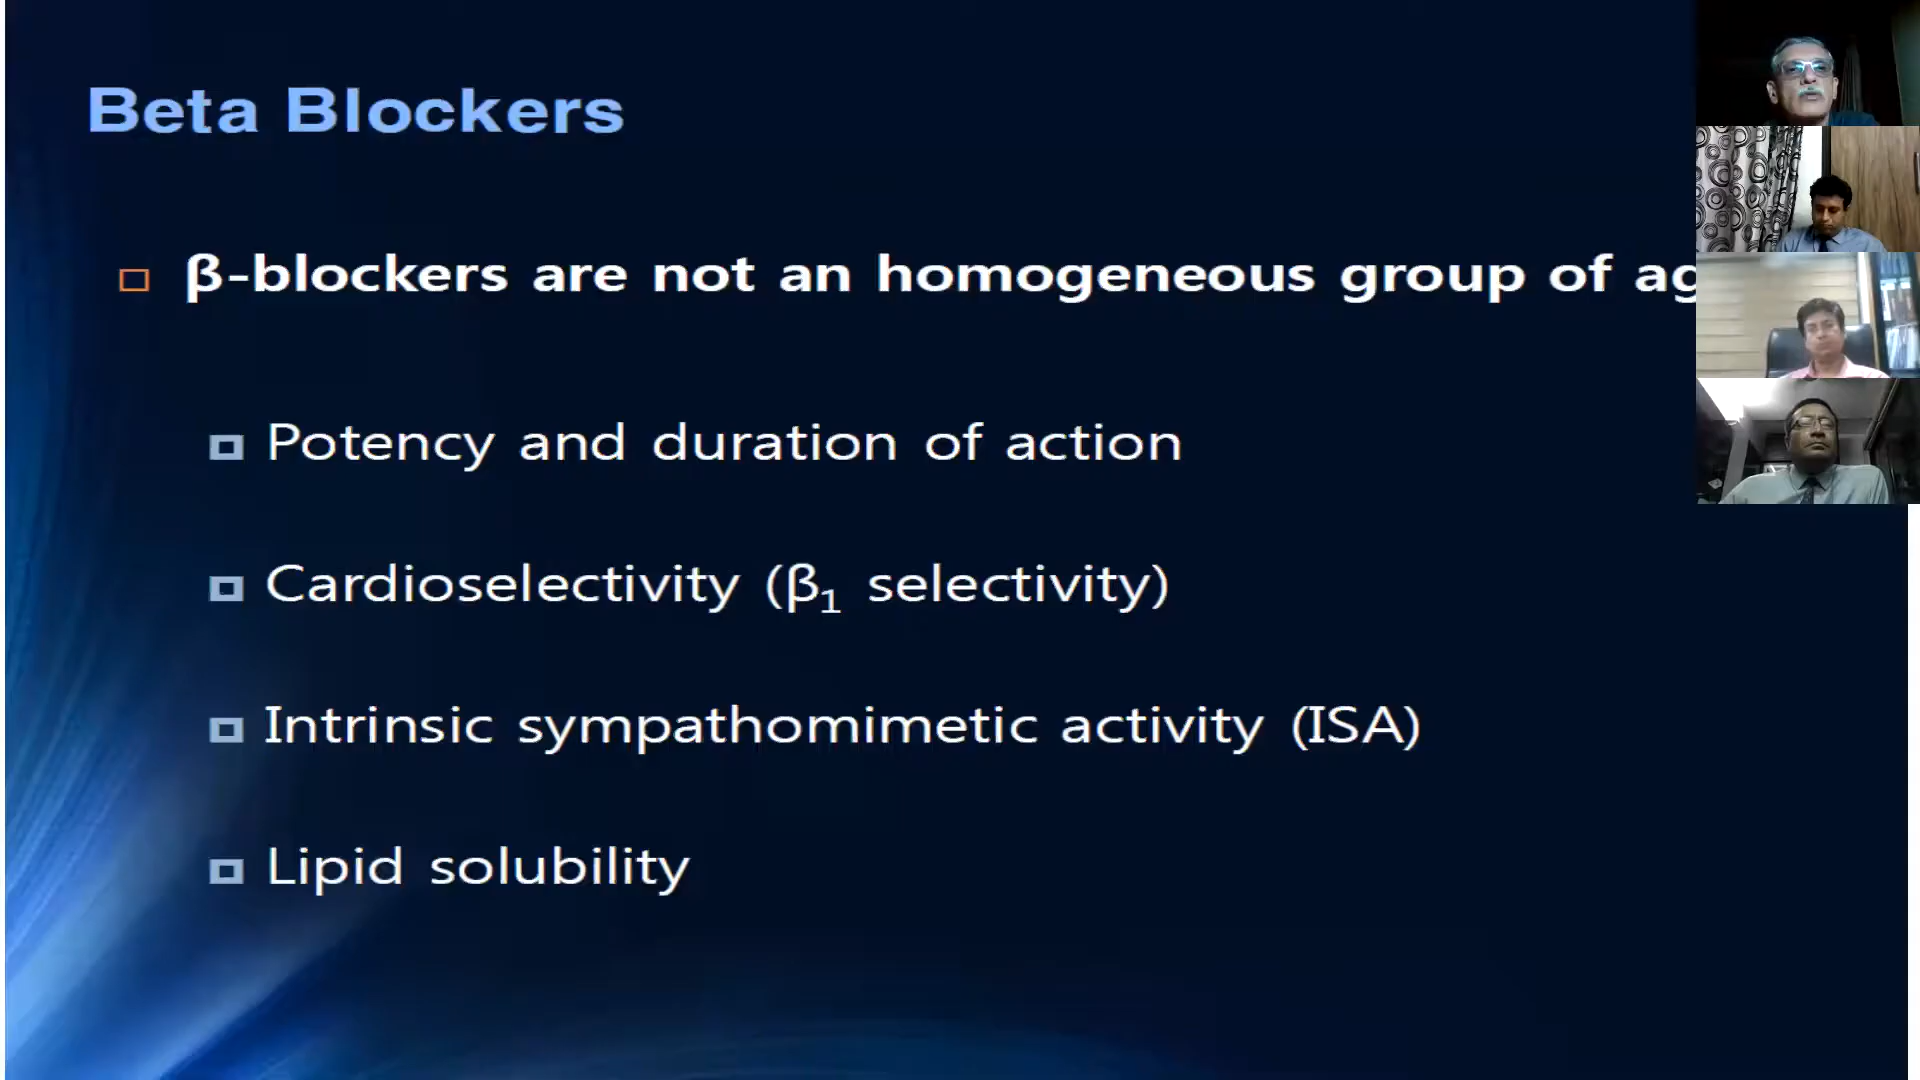 Beta Blockers
β-blockers are not an homogeneous group of ag
Potency and duration of action
Cardioselectivity (β₁ selectivity)
Intrinsic sympathomimetic activity (ISA)
Lipid solubility